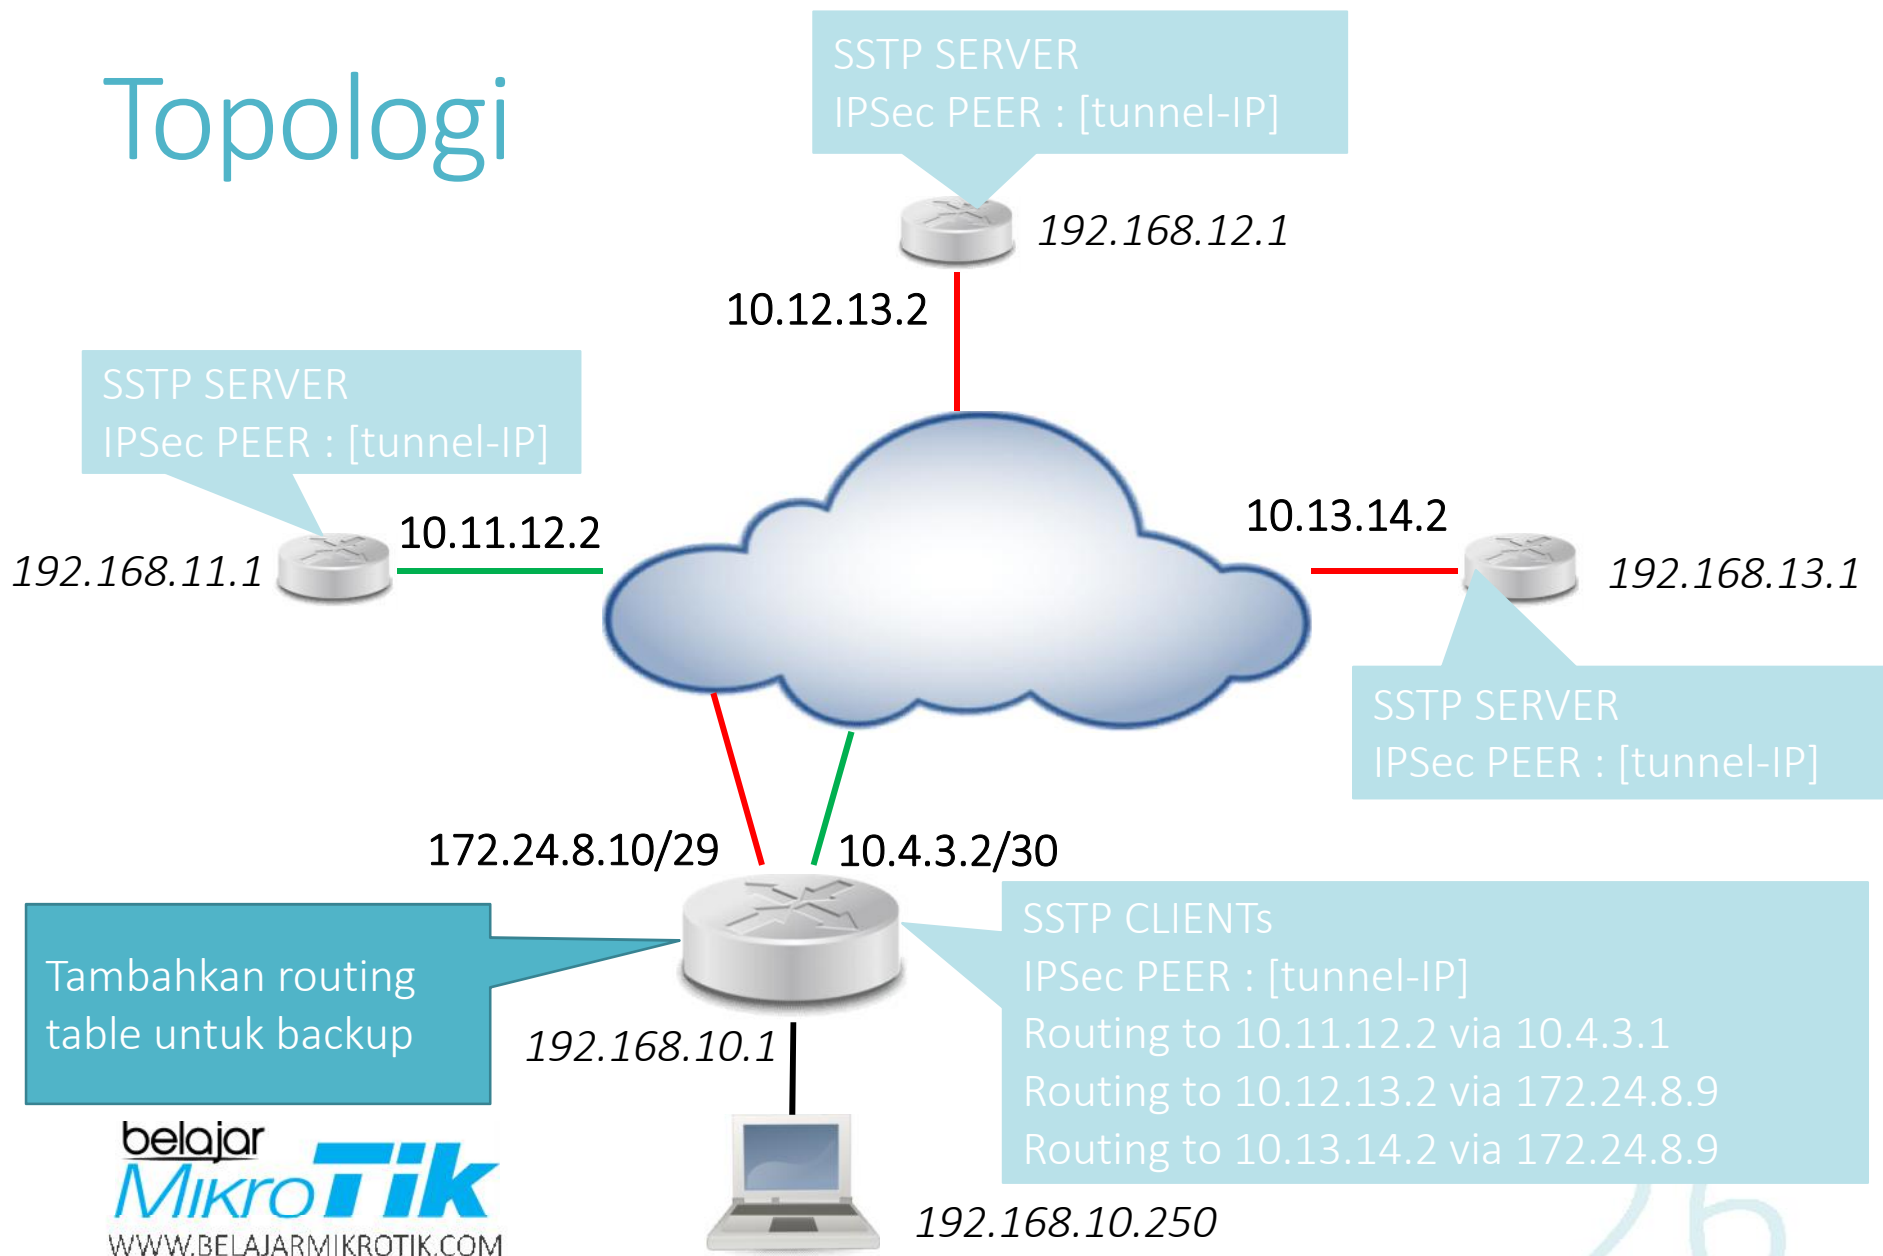 Topologi
SSTP SERVER
IPSec PEER : [tunnel-IP]
192.168.12.1
10.12.13.2
SSTP SERVER
IPSec PEER : [tunnel-IP]
10.11.12.2
192.168.11.1
10.13.14.2
192.168.13.1
SSTP SERVER
IPSec PEER : [tunnel-IP]
172.24.8.10/29
10.4.3.2/30
Tambahkan routing
table untuk backup
SSTP CLIENTs
IPSec PEER : [tunnel-IP]
Routing to 10.11.12.2 via 10.4.3.1
Routing to 10.12.13.2 via 172.24.8.9
Routing to 10.13.14.2 via 172.24.8.9
192.168.10.1
192.168.10.250
belajar
MikroTik
WWW.BELAJARMIKROTIK.COM
26